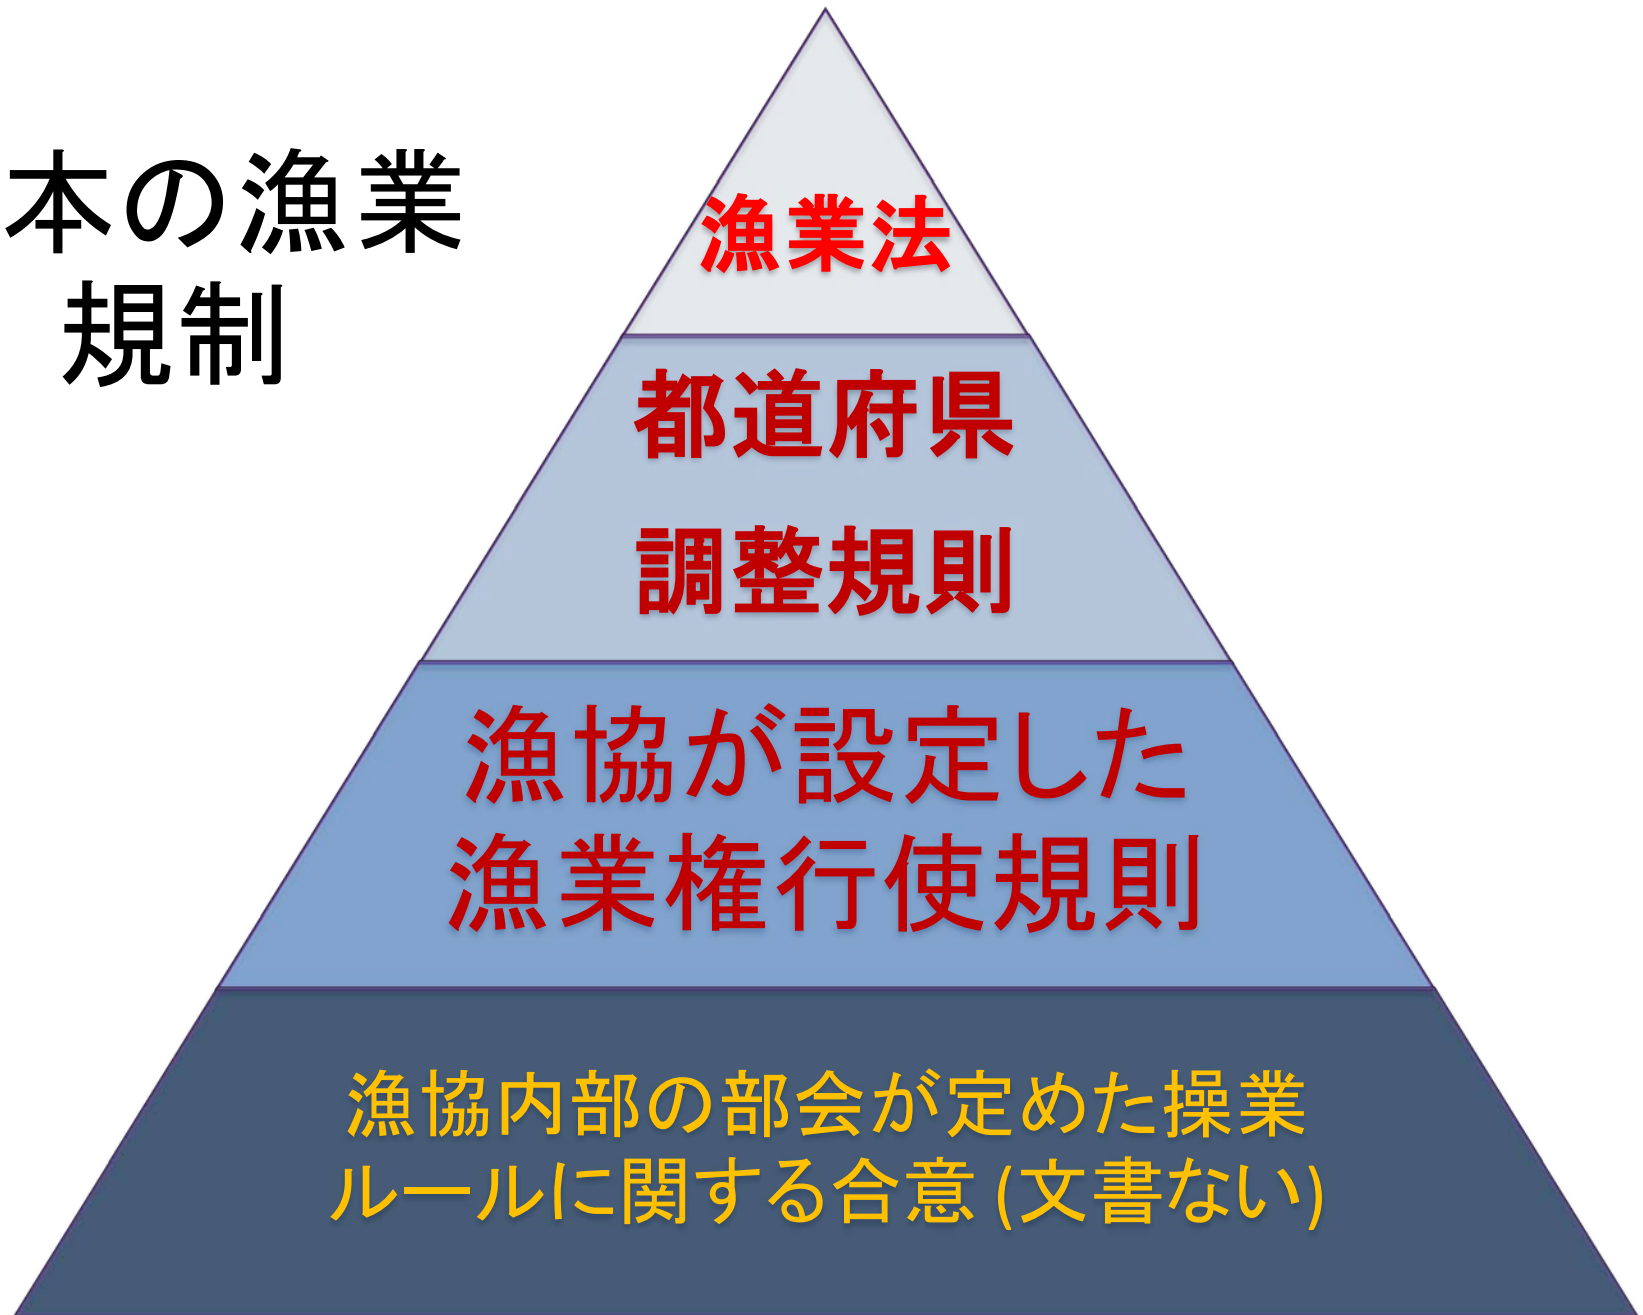 本の漁業
規制
漁業法
都道府県
調整規則
漁協が設定した
漁業権行使規則
漁協内部の部会が定めた操業
ルールに関する合意 (文書ない)